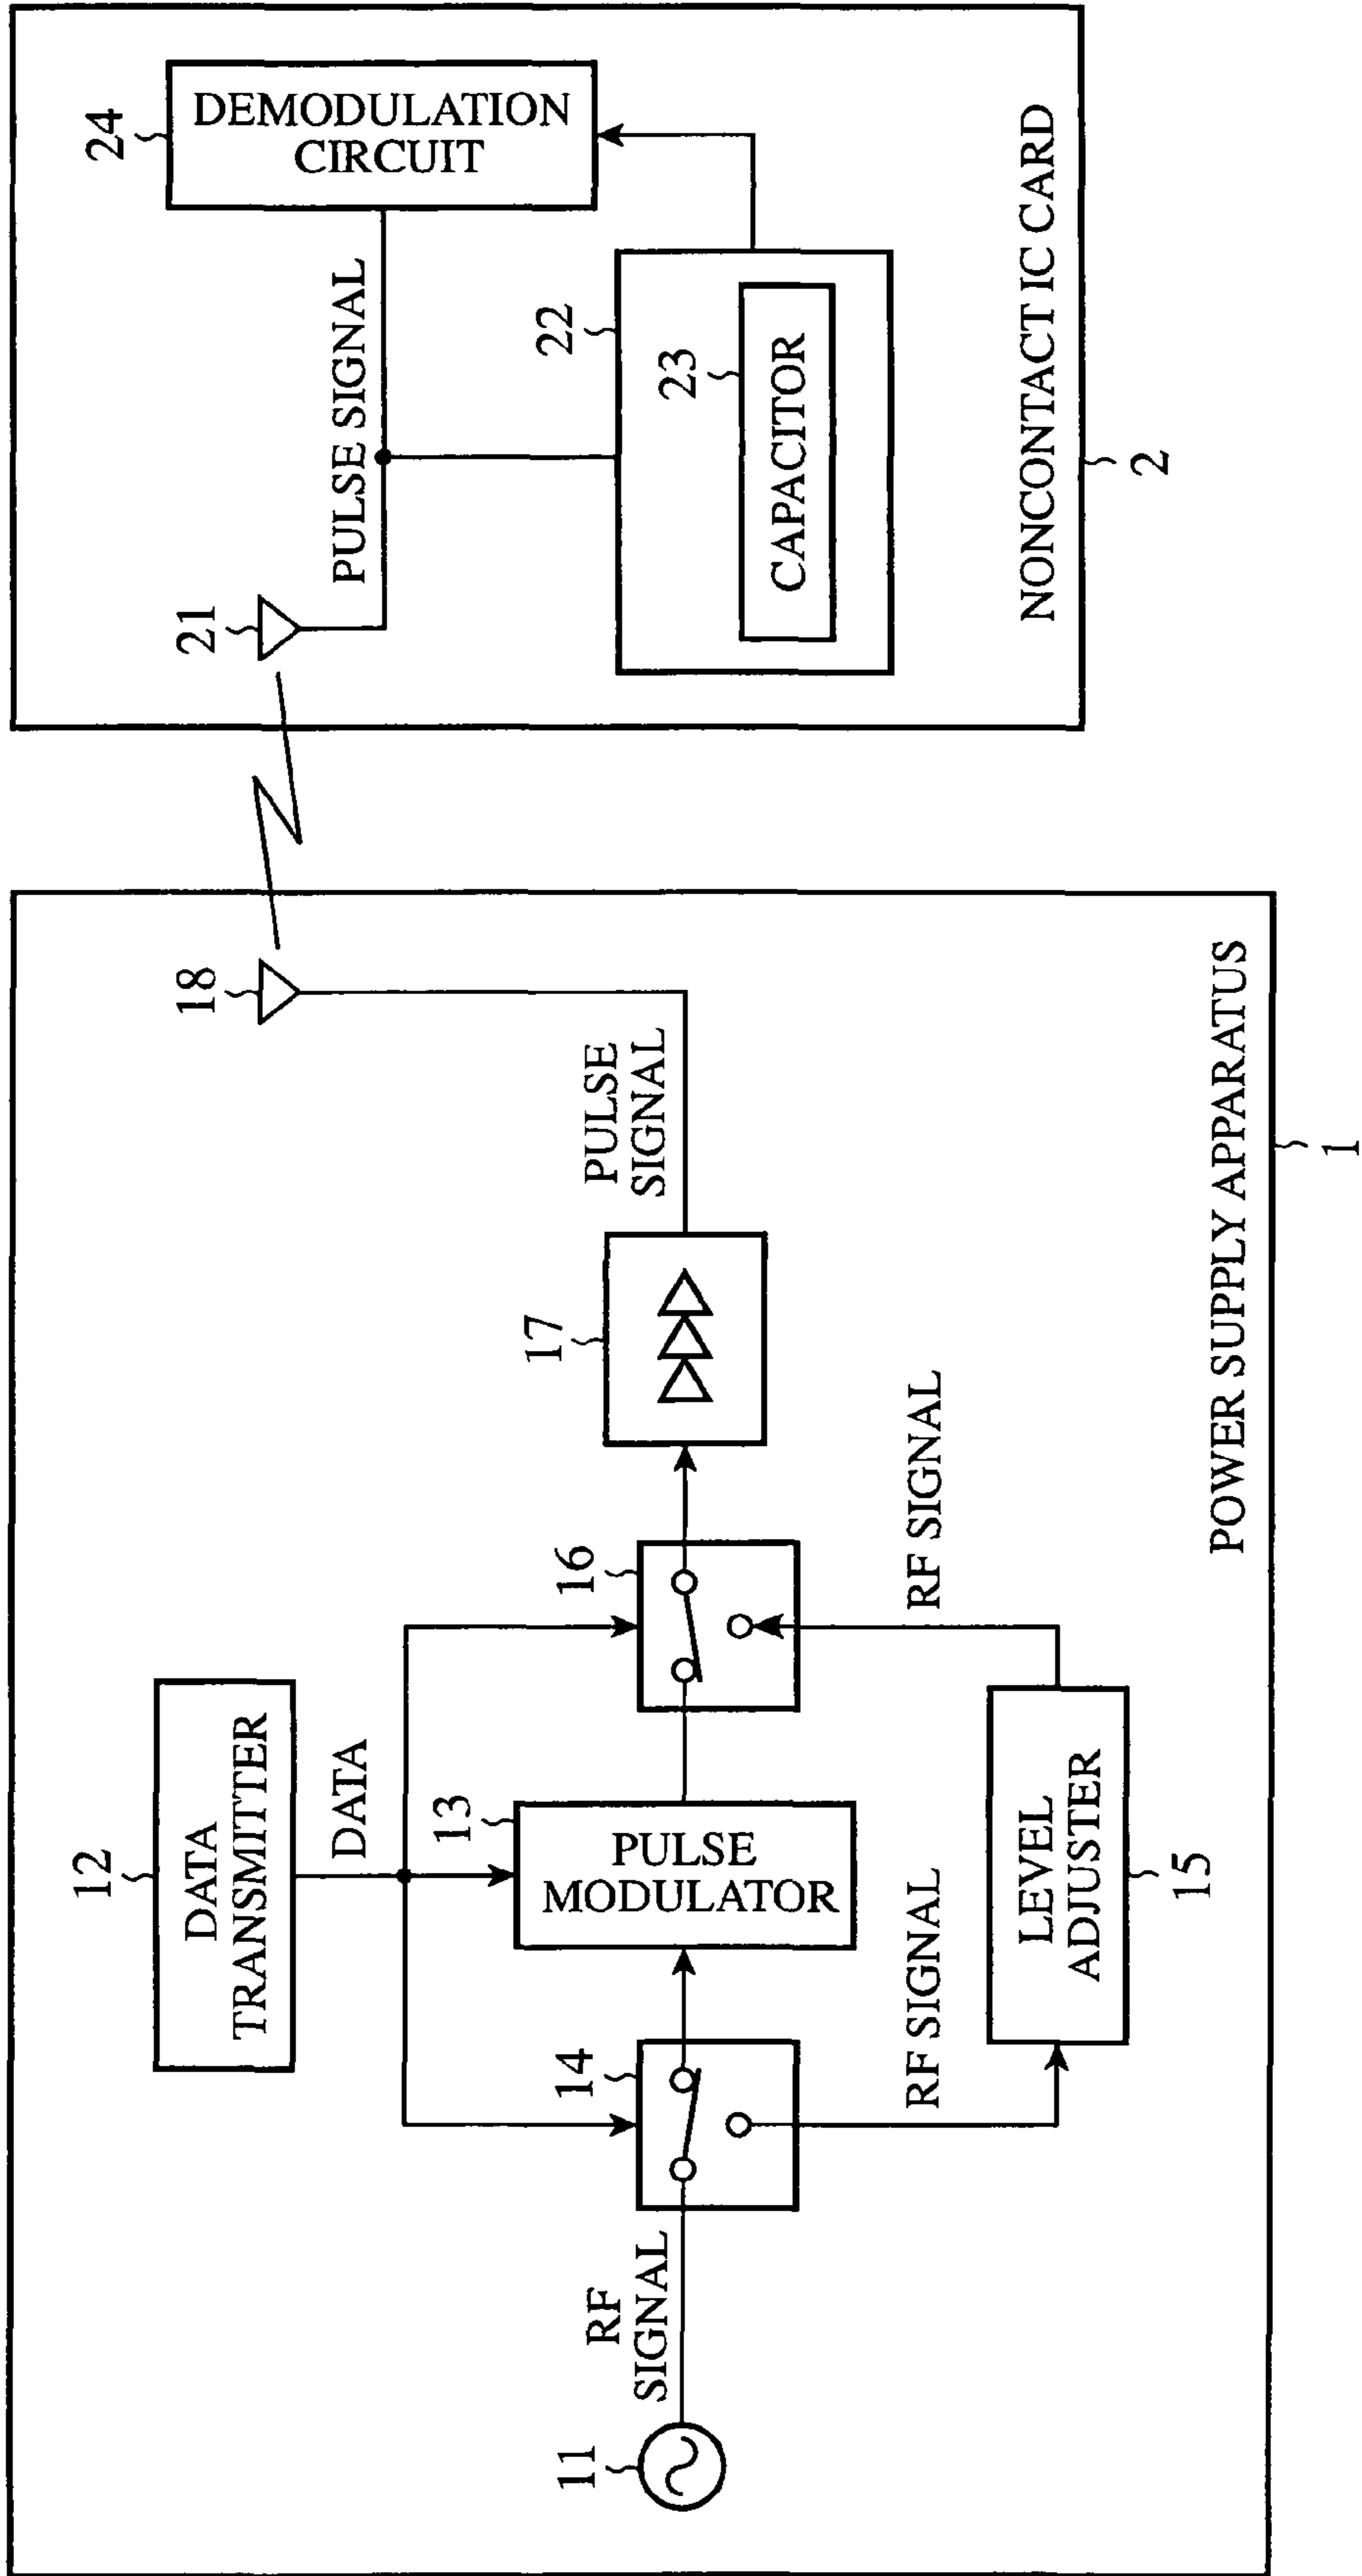 12
DATA
TRANSMITTER
DATA
13
PULSE
MODULATOR
14
16
17
11
RF
SIGNAL
RF SIGNAL
LEVEL
ADJUSTER
15
RF SIGNAL
PULSE
SIGNAL
18
POWER SUPPLY APPARATUS
1
21
PULSE SIGNAL
24
DEMODULATION
CIRCUIT
22
23
CAPACITOR
NONCONTACT IC CARD
2